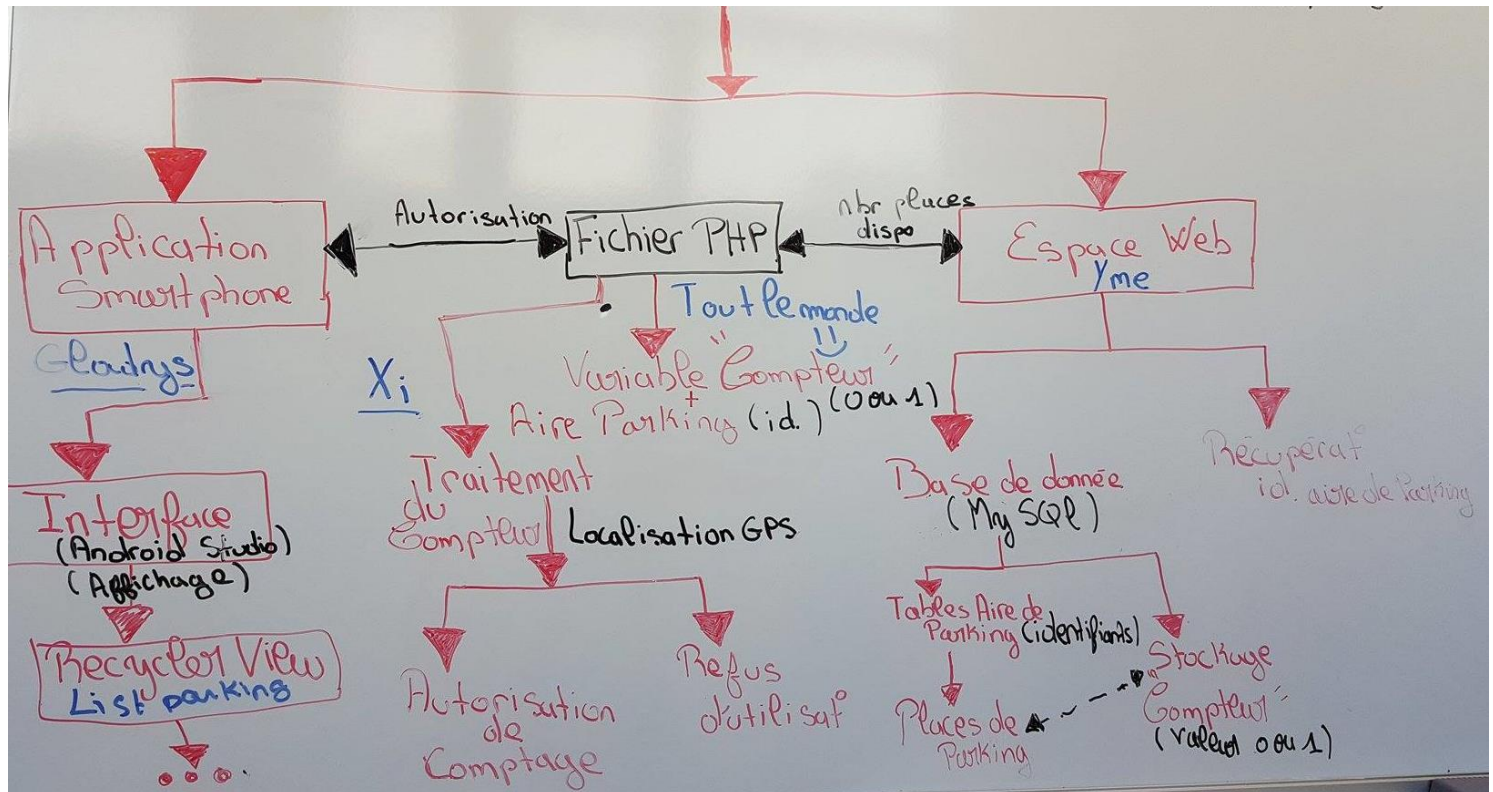 Autorisation
nbr places
dispo
Application
Smartphone
Fichier PHP
Espace Web
Yme
Tout le monde
Gladys
Xi
Variable "Compteur"
+
Aire Parking (id.) (0 ou 1)
Traitement
du
Compteur
Localisation GPS
Base de donnée
(MySQl)
Récupérat°
id. aire de Parking
Interface
(Android Studio)
(Affichage)
Recycler View
List parking
...
Autorisation
de
Comptage
Refus
d'utilisat°
Tables Aire de
Parking (identifiants)
Places de
Parking
Stockage
"Compteur"
(valeur 0 ou 1)